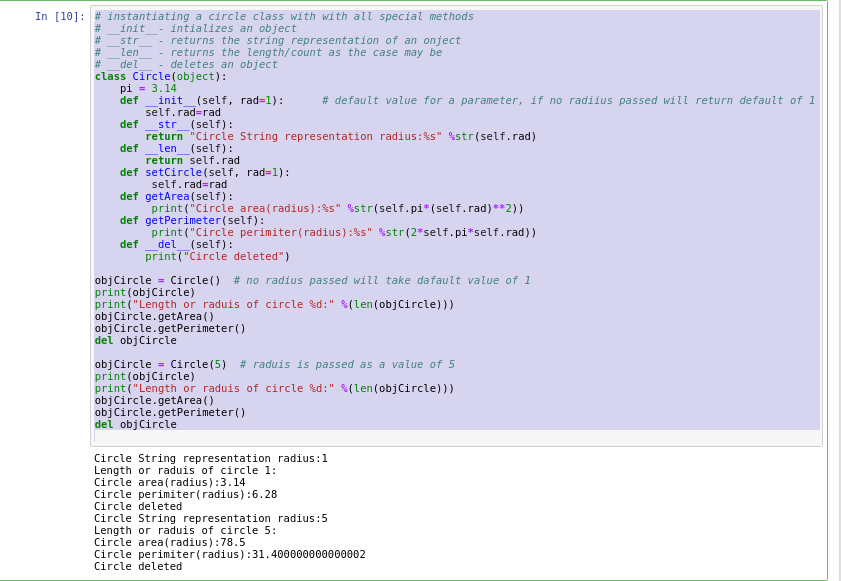 In [10]:
# instantiating a circle class with with all special methods
# __init__- intializes an object
# __str__ - returns the string representation of an onject
# __len__ - returns the length/count as the case may be
# __del__ - deletes an object
class Circle(object):
    pi = 3.14
    def __init__(self, rad=1):      # default value for a parameter, if no radiius passed will return default of 1
        self.rad=rad
    def __str__(self):
        return "Circle String representation radius:%s" %str(self.rad)
    def __len__(self):
        return self.rad
    def setCircle(self, rad=1):
         self.rad=rad
    def getArea(self):
         print("Circle area(radius):%s" %str(self.pi*(self.rad)**2))
    def getPerimeter(self):
         print("Circle perimiter(radius):%s" %str(2*self.pi*self.rad))
    def __del__(self):
        print("Circle deleted")
objCircle = Circle()  # no radius passed will take dafault value of 1
print(objCircle)
print("Length or raduis of circle %d:" %(len(objCircle)))
objCircle.getArea()
objCircle.getPerimeter()
del objCircle
objCircle = Circle(5)  # raduis is passed as a value of 5
print(objCircle)
print("Length or raduis of circle %d:" %(len(objCircle)))
objCircle.getArea()
objCircle.getPerimeter()
del objCircle
Circle String representation radius:1
Length or raduis of circle 1:
Circle area(radius):3.14
Circle perimiter(radius):6.28
Circle deleted
Circle String representation radius:5
Length or raduis of circle 5:
Circle area(radius):78.5
Circle perimiter(radius):31.400000000000002
Circle deleted